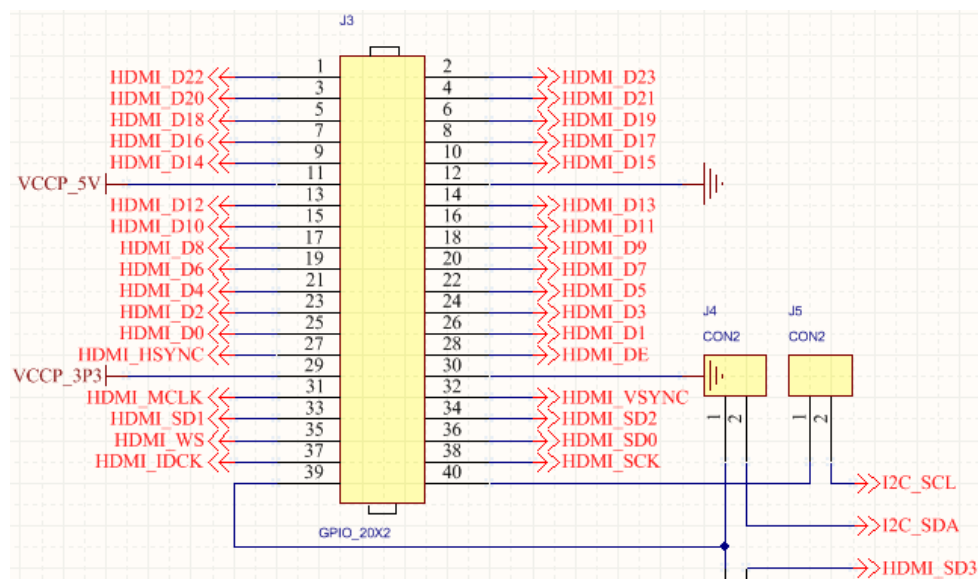 J3
HDMI_D22 1 2 HDMI_D23
HDMI_D20 3 4 HDMI_D21
HDMI_D18 5 6 HDMI_D19
HDMI_D16 7 8 HDMI_D17
HDMI_D14 9 10 HDMI_D15
VCCP_5V 11 12
HDMI_D12 13 14 HDMI_D13
HDMI_D10 15 16 HDMI_D11
HDMI_D8 17 18 HDMI_D9
HDMI_D6 19 20 HDMI_D7
HDMI_D4 21 22 HDMI_D5
HDMI_D2 23 24 HDMI_D3
HDMI_D0 25 26 HDMI_D1
HDMI_HSYNC 27 28 HDMI_DE
VCCP_3P3 29 30
HDMI_MCLK 31 32 HDMI_VSYNC
HDMI_SD1 33 34 HDMI_SD2
HDMI_WS 35 36 HDMI_SD0
HDMI_IDCK 37 38 HDMI_SCK
39 40
GPIO_20X2
J4 J5
CON2 CON2
1 2 1 2
I2C_SCL
I2C_SDA
HDMI_SD3